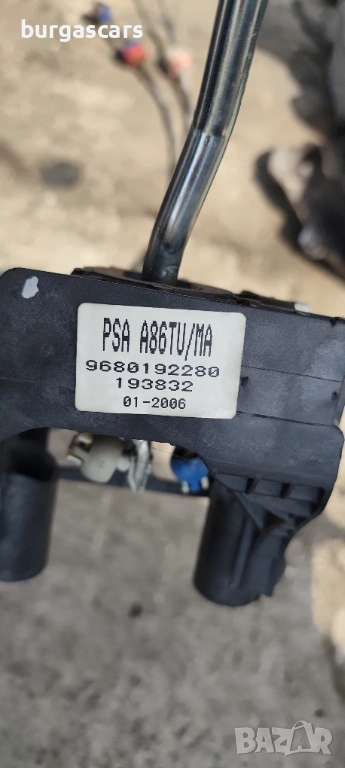 burgascars
PSA A86TU/MA
9680192280
193832
01-2006
BAZAR